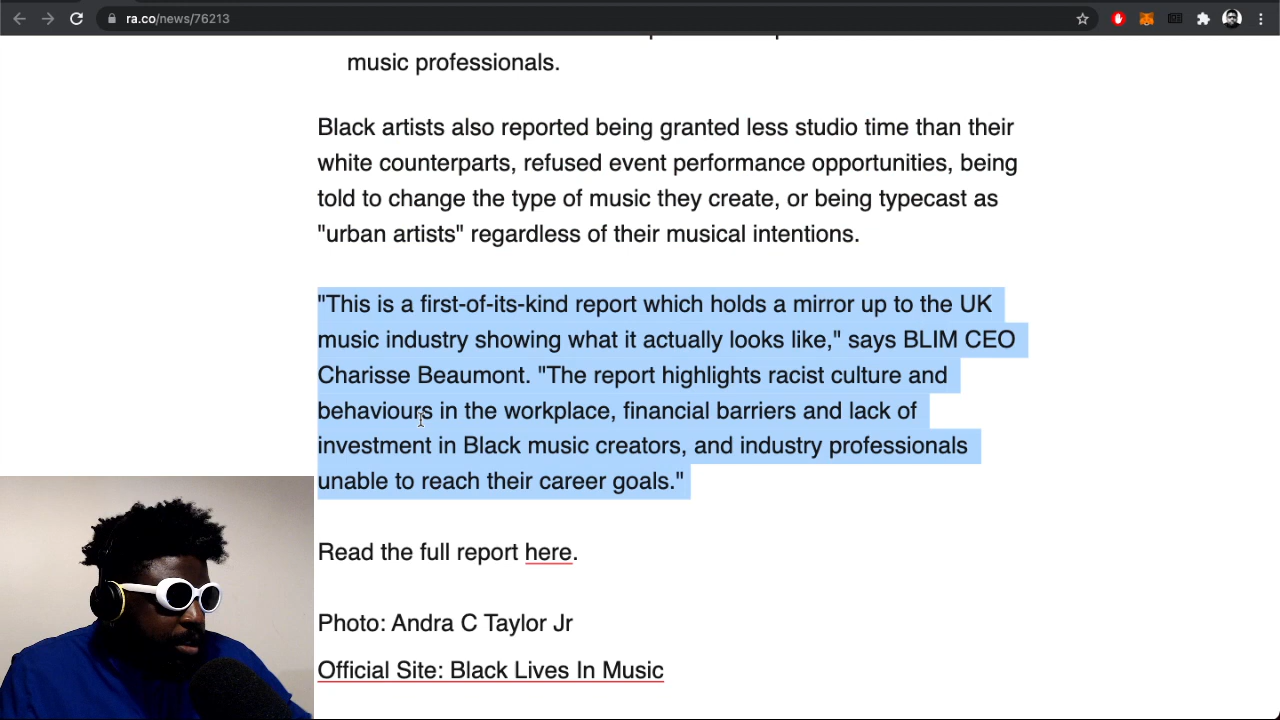 ra.co/news/76213
music professionals.
Black artists also reported being granted less studio time than their
white counterparts, refused event performance opportunities, being
told to change the type of music they create, or being typecast as
"urban artists" regardless of their musical intentions.
"This is a first-of-its-kind report which holds a mirror up to the UK
music industry showing what it actually looks like," says BLIM CEO
Charisse Beaumont. "The report highlights racist culture and
behaviours in the workplace, financial barriers and lack of
investment in Black music creators, and industry professionals
unable to reach their career goals."
Read the full report here.
Photo: Andra C Taylor Jr
Official Site: Black Lives In Music